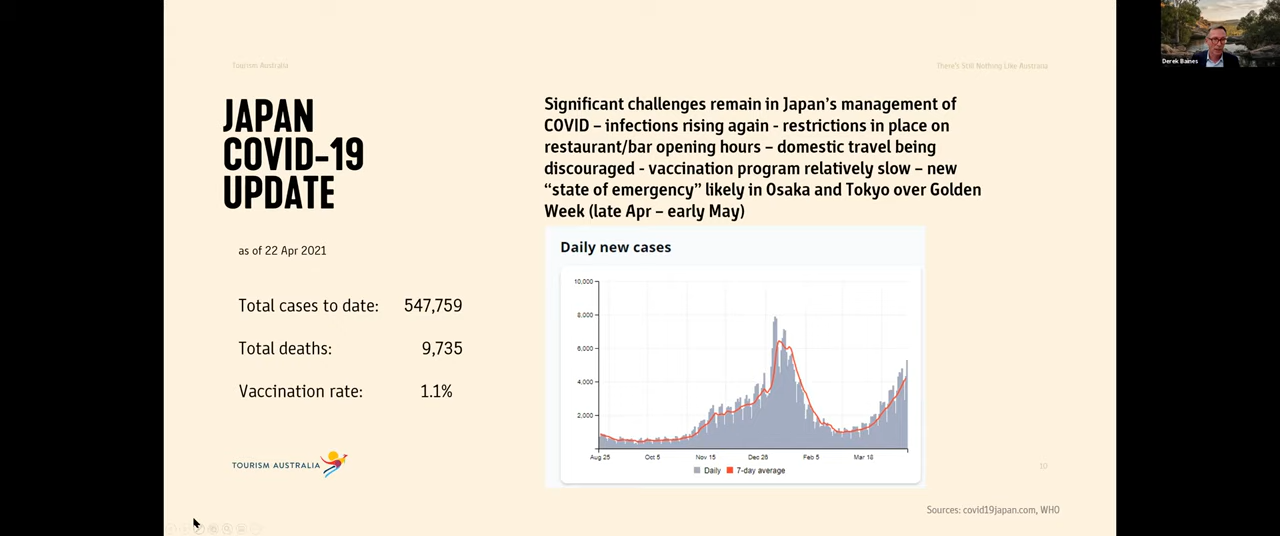 Derek Baines
Tourism Australia
There's Still Nothing Like Australia
JAPAN
COVID-19
UPDATE
as of 22 Apr 2021
Total cases to date: 547,759
Total deaths: 9,735
Vaccination rate: 1.1%
TOURISM AUSTRALIA
Significant challenges remain in Japan's management of
COVID – infections rising again - restrictions in place on
restaurant/bar opening hours – domestic travel being
discouraged - vaccination program relatively slow – new
“state of emergency” likely in Osaka and Tokyo over Golden
Week (late Apr – early May)
Daily new cases
10,000
8,000
6,000
4,000
2,000
Aug 25 Oct 5 Nov 15 Dec 26 Feb 5 Mar 18
Daily 7-day average
10
Sources: covid19japan.com, WHO